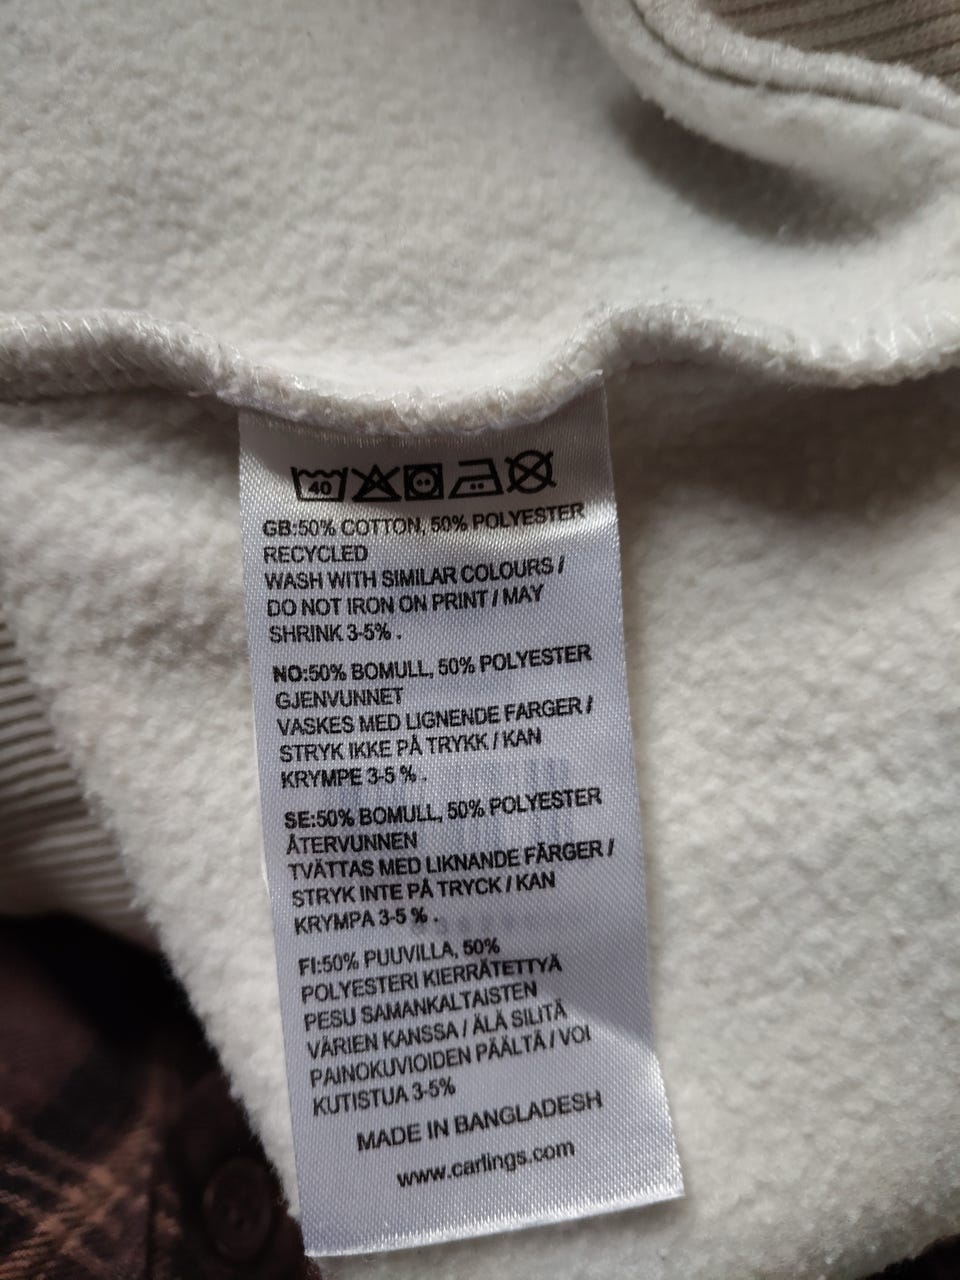 40
GB:50% COTTON, 50% POLYESTER
RECYCLED
WASH WITH SIMILAR COLOURS /
DO NOT IRON ON PRINT / MAY
SHRINK 3-5% .
NO:50% BOMULL, 50% POLYESTER
GJENVUNNET
VASKES MED LIGNENDE FARGER /
STRYK IKKE PÅ TRYKK / KAN
KRYMPE 3-5 % .
SE:50% BOMULL, 50% POLYESTER
ÅTERVUNNEN
TVÄTTAS MED LIKNANDE FÄRGER /
STRYK INTE PÅ TRYCK / KAN
KRYMPA 3-5 % .
FI:50% PUUVILLA, 50%
POLYESTERI KIERRÄTETTYÄ
PESU SAMANKALTAISTEN
VÄRIEN KANSSA / ÄLÄ SILITÄ
PAINOKUVIOIDEN PÄÄLTÄ / VOI
KUTISTUA 3-5%
MADE IN BANGLADESH
www.carlings.com